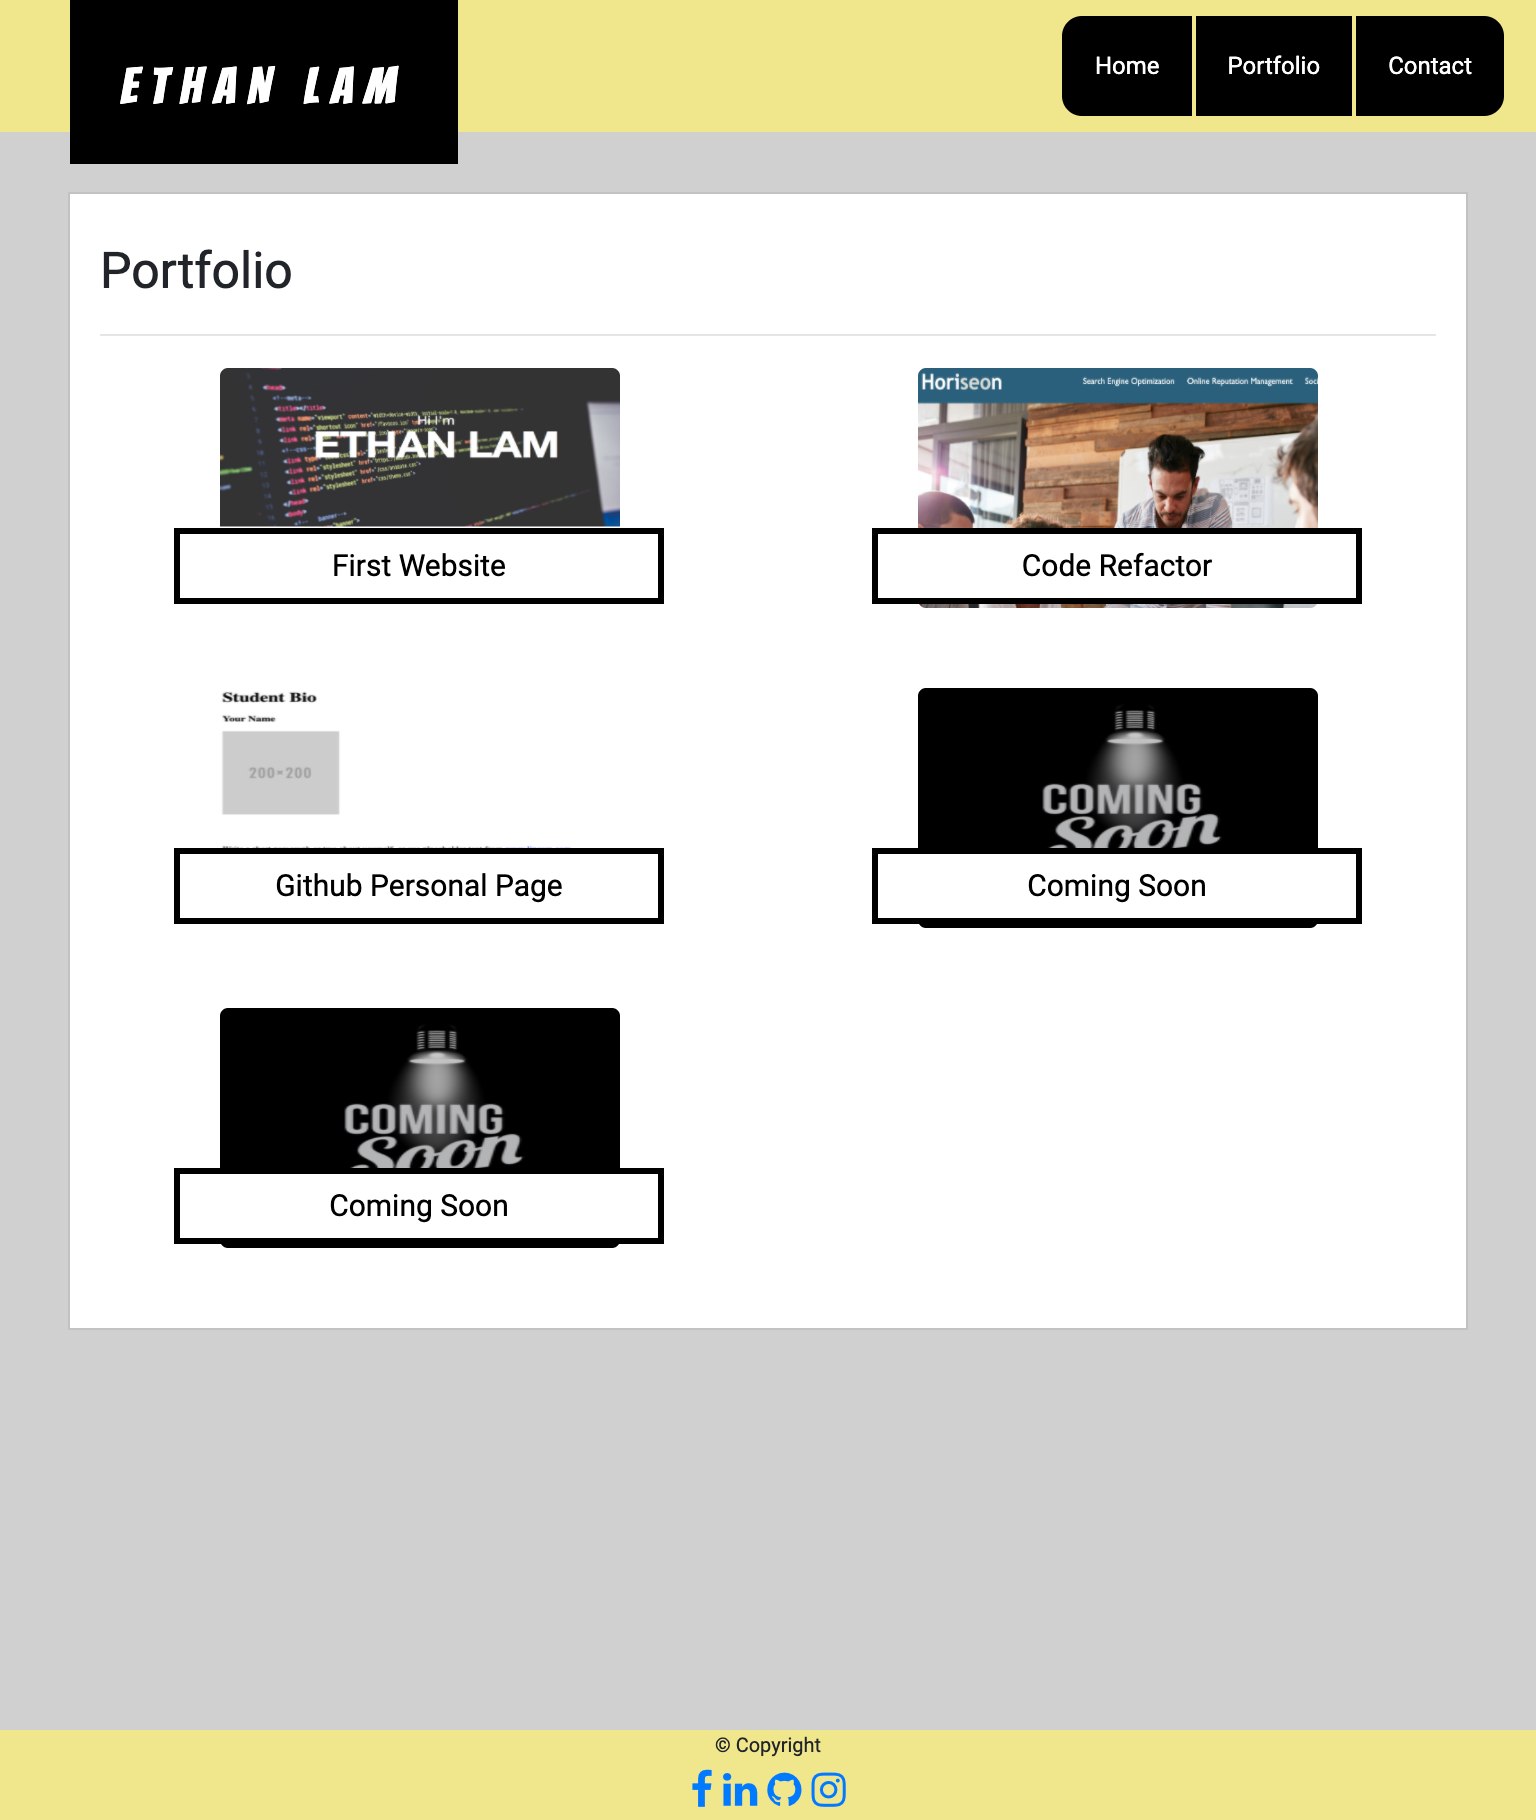 ETHAN LAM
Home Portfolio Contact
Portfolio
Hi I'm
ETHAN LAM
First Website
Horiseon Search Engine Optimization Online Reputation Management
Code Refactor
Student Bio
Your Name
200×200
Github Personal Page
COMING
Soon
Coming Soon
COMING
Soon
Coming Soon
© Copyright